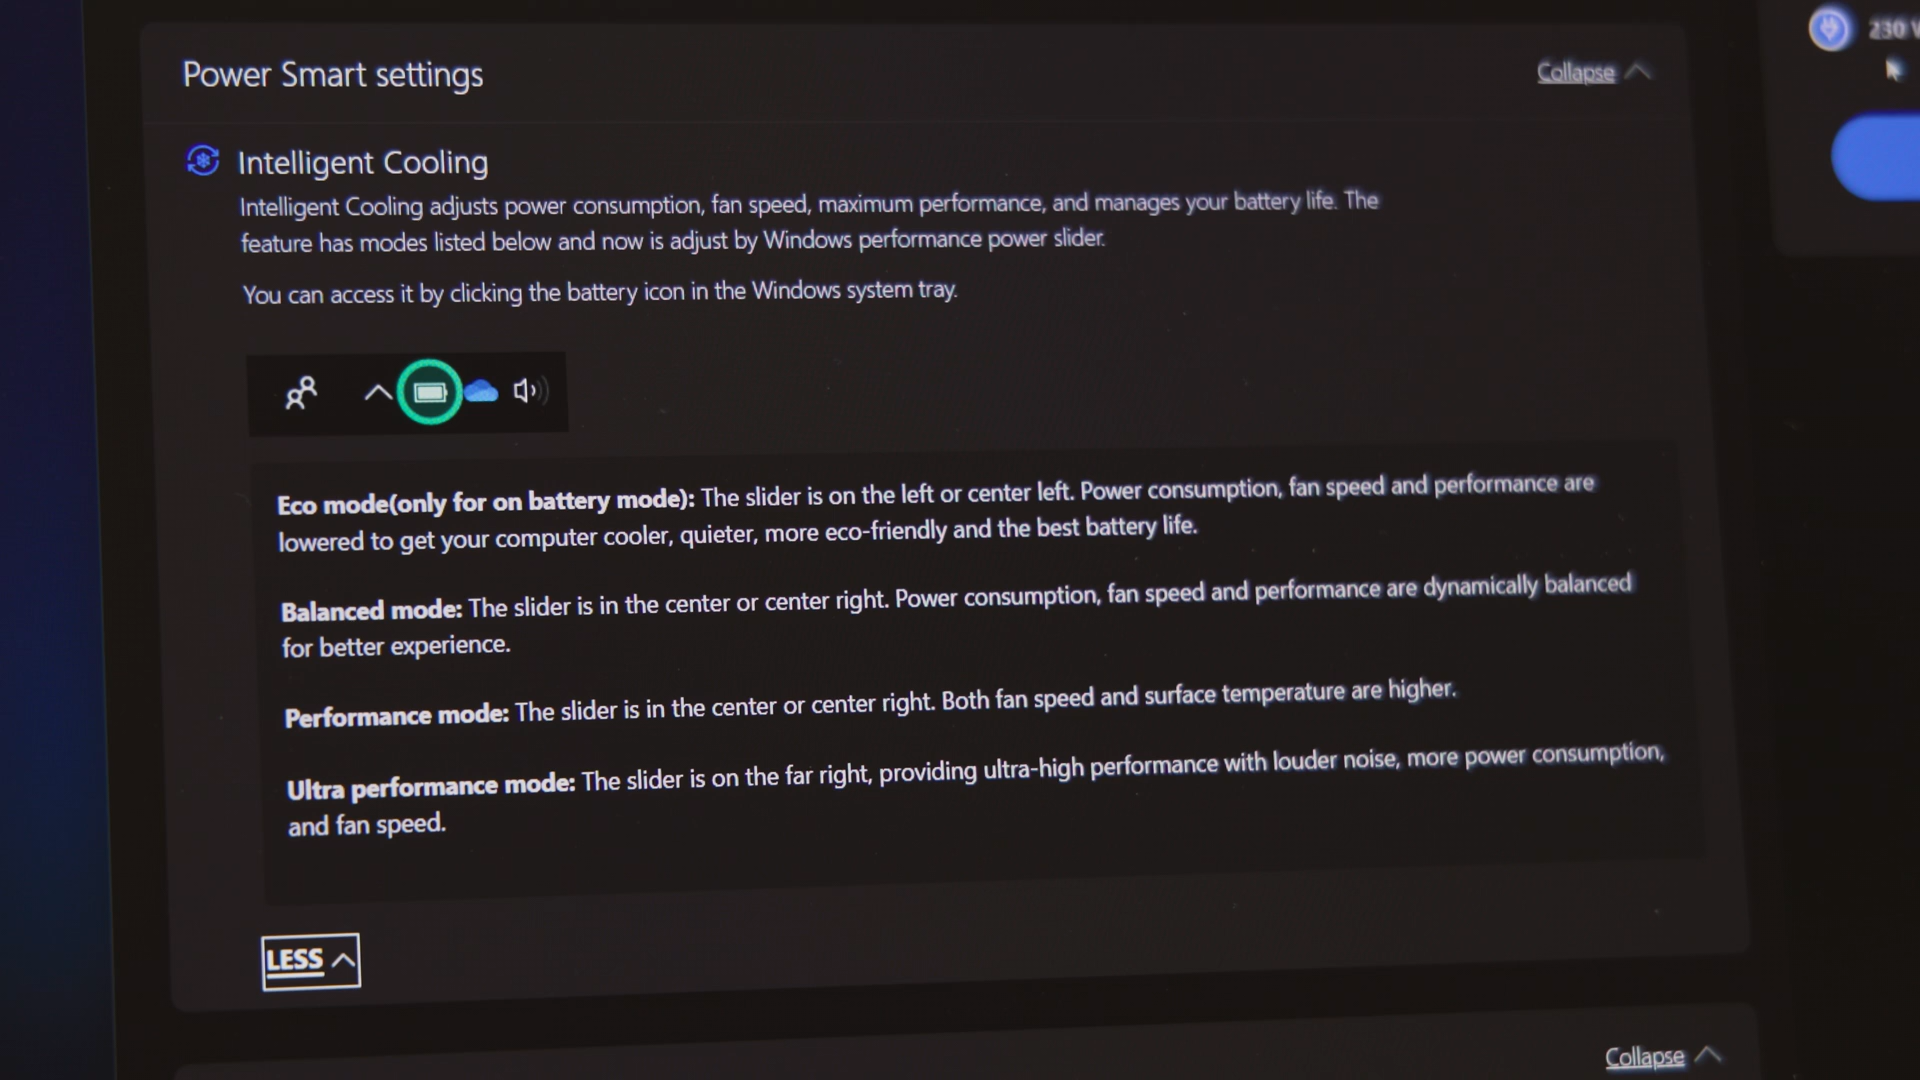 Power Smart settings
Collapse
230
Intelligent Cooling
Intelligent Cooling adjusts power consumption, fan speed, maximum performance, and manages your battery life. The
feature has modes listed below and now is adjust by Windows performance power slider.
You can access it by clicking the battery icon in the Windows system tray.
Eco mode(only for on battery mode): The slider is on the left or center left. Power consumption, fan speed and performance are
lowered to get your computer cooler, quieter, more eco-friendly and the best battery life.
Balanced mode: The slider is in the center or center right. Power consumption, fan speed and performance are dynamically balanced
for better experience.
Performance mode: The slider is in the center or center right. Both fan speed and surface temperature are higher.
Ultra performance mode: The slider is on the far right, providing ultra-high performance with louder noise, more power consumption,
and fan speed.
LESS
Collapse